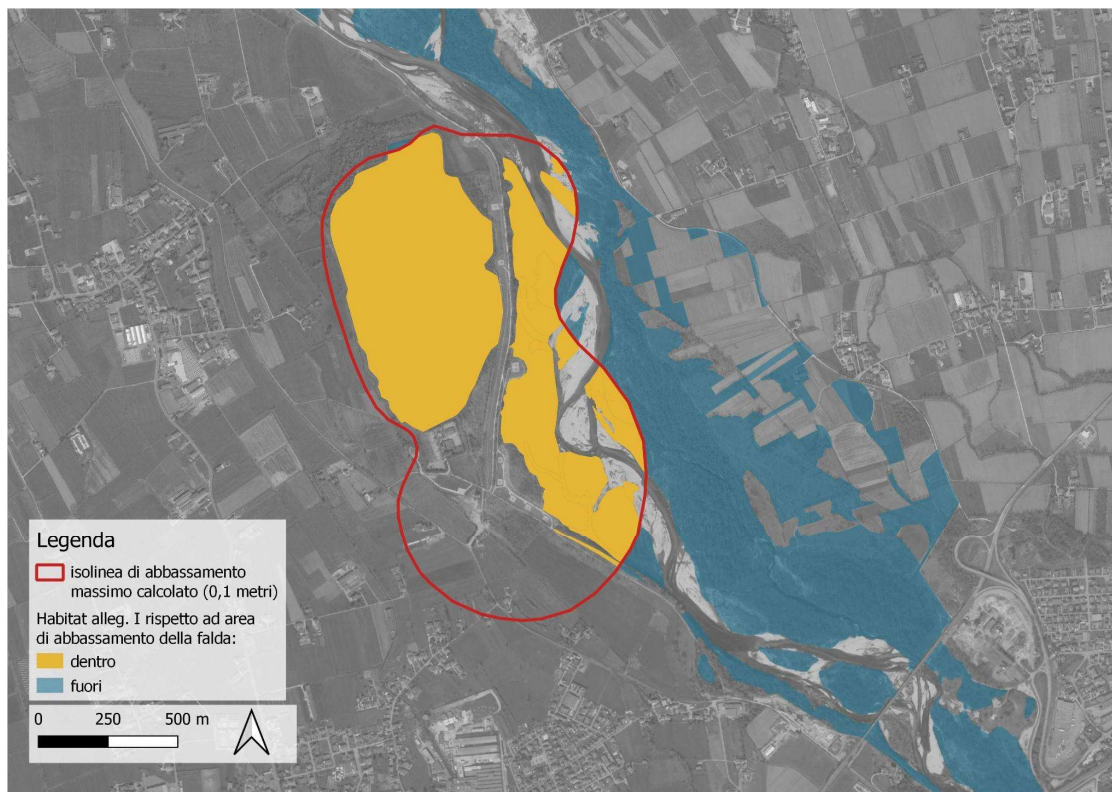 Legenda
isolinea di abbassamento
massimo calcolato (0,1 metri)
Habitat alleg. I rispetto ad area
di abbassamento della falda:
dentro
fuori
0 250 500 m